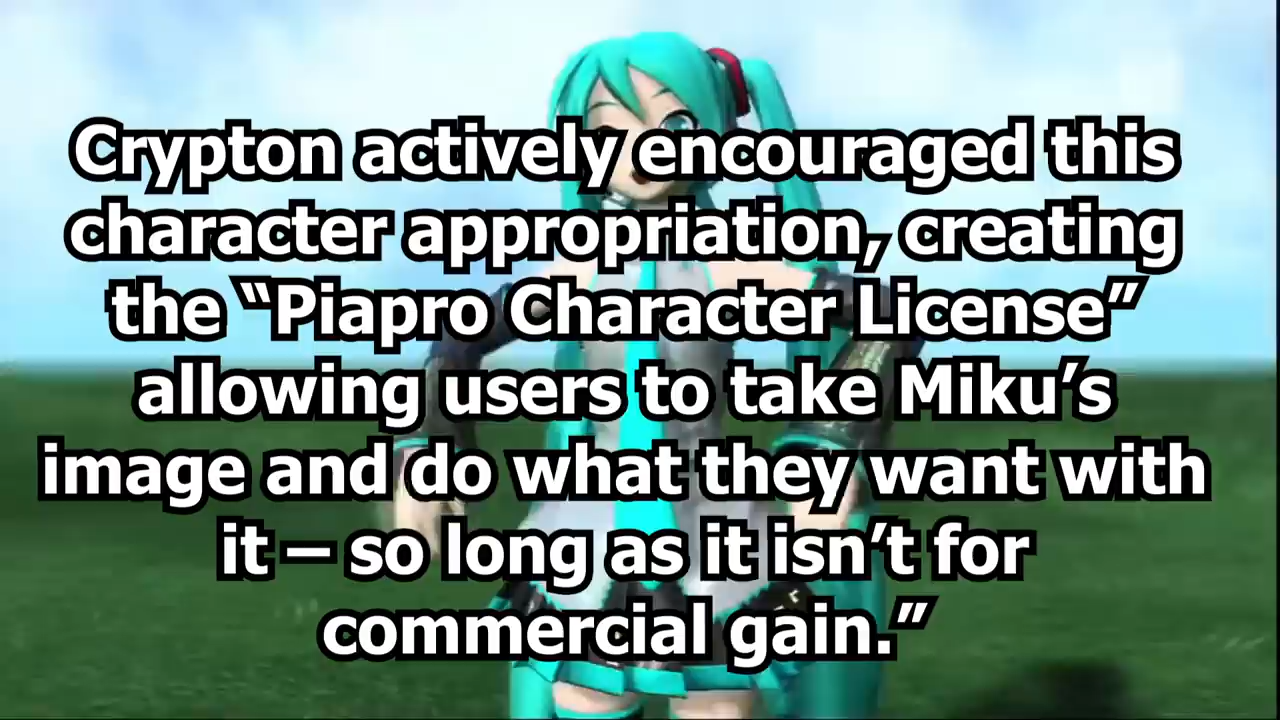 Crypton actively encouraged this
character appropriation, creating
the “Piapro Character License”
allowing users to take Miku’s
image and do what they want with
it – so long as it isn’t for
commercial gain.”